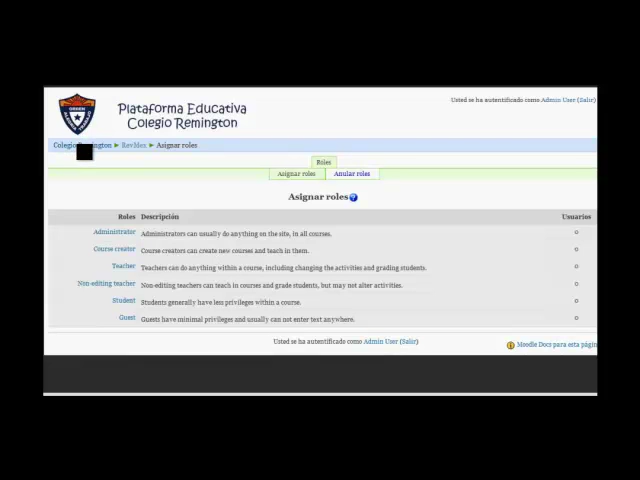 Usted se ha autentificado como Admin User (Salir)
Plataforma Educativa
Colegio Remington
ORDEN
TRABAJO
► RevMex ► Asignar roles
Roles
Asignar roles
Anular roles
Asignar roles
Roles Descripción Usuarios
Administrator Administrators can usually do anything on the site, in all courses. 0
Course creator Course creators can create new courses and teach in them. 0
Teacher Teachers can do anything within a course, including changing the activities and grading students. 0
Non-editing teacher Non-editing teachers can teach in courses and grade students, but may not alter activities. 0
Student Students generally have less privileges within a course. 0
Guest Guests have minimal privileges and usually can not enter text anywhere. 0
Usted se ha autentificado como Admin User (Salir)
Moodle Docs para esta págin